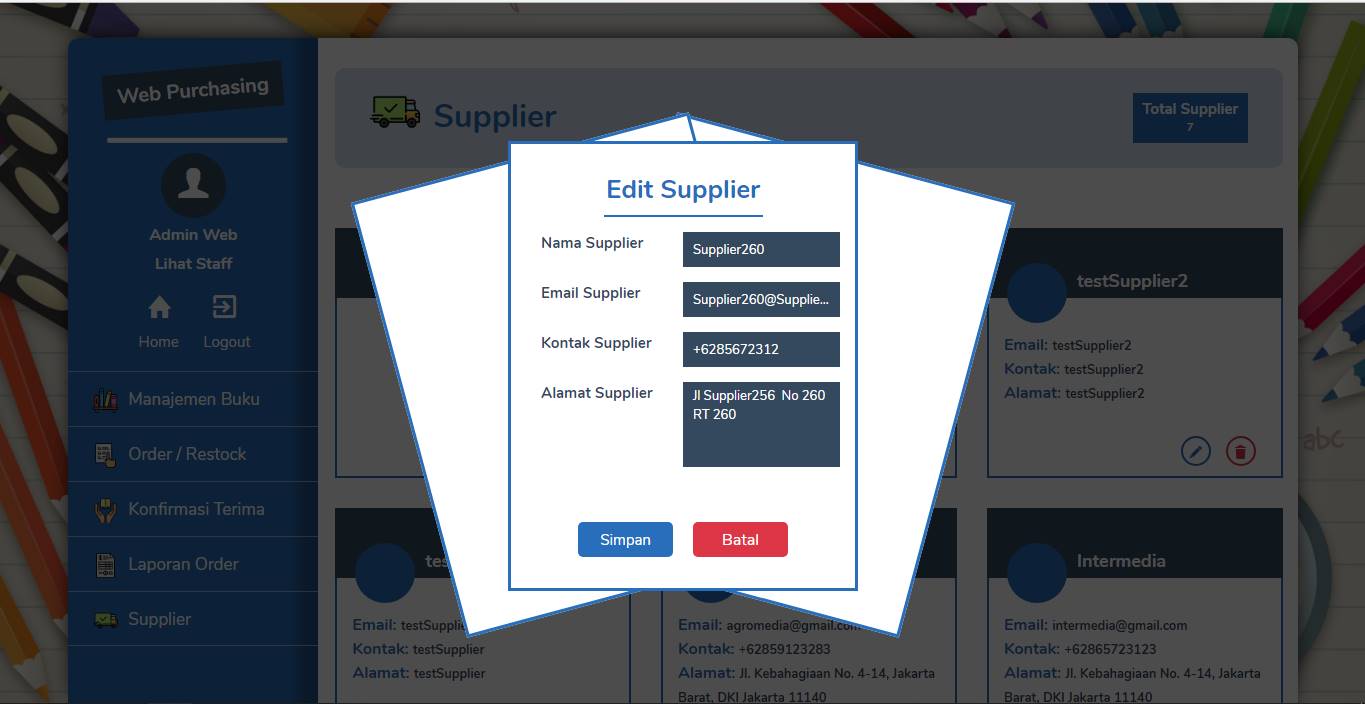 Web Purchasing
Admin Web
Lihat Staff
Home
Logout
Manajemen Buku
Order / Restock
Konfirmasi Terima
Laporan Order
Supplier
Supplier
Total Supplier
7
Edit Supplier
Nama Supplier
Supplier260
Email Supplier
Supplier260@Supplie...
Kontak Supplier
+6285672312
Alamat Supplier
Jl Supplier256  No 260
RT 260
Simpan
Batal
testSupplier2
Email: testSupplier2
Kontak: testSupplier2
Alamat: testSupplier2
Email:
Kontak: testSupplier
Alamat: testSupplier
Email: agromedia@gmail.com
Kontak: +62859123283
Alamat: Jl. Kebahagiaan No. 4-14, Jakarta
Barat, DKI Jakarta 11140
Intermedia
Email: intermedia@gmail.com
Kontak: +62865723123
Alamat: Jl. Kebahagiaan No. 4-14, Jakarta
Barat, DKI Jakarta 11140
abc